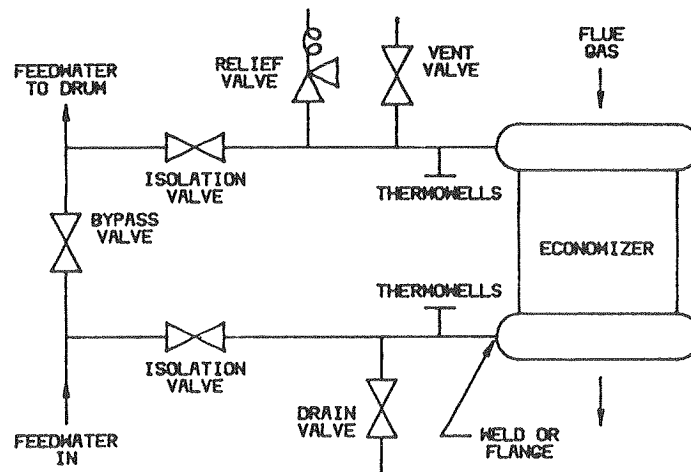 FEEDWATER
TO DRUM
RELIEF
VALVE
VENT
VALVE
FLUE
GAS
ISOLATION
VALVE
THERMOWELLS
BYPASS
VALVE
ECONOMIZER
THERMOWELLS
ISOLATION
VALVE
DRAIN
VALVE
WELD OR
FLANGE
FEEDWATER
IN